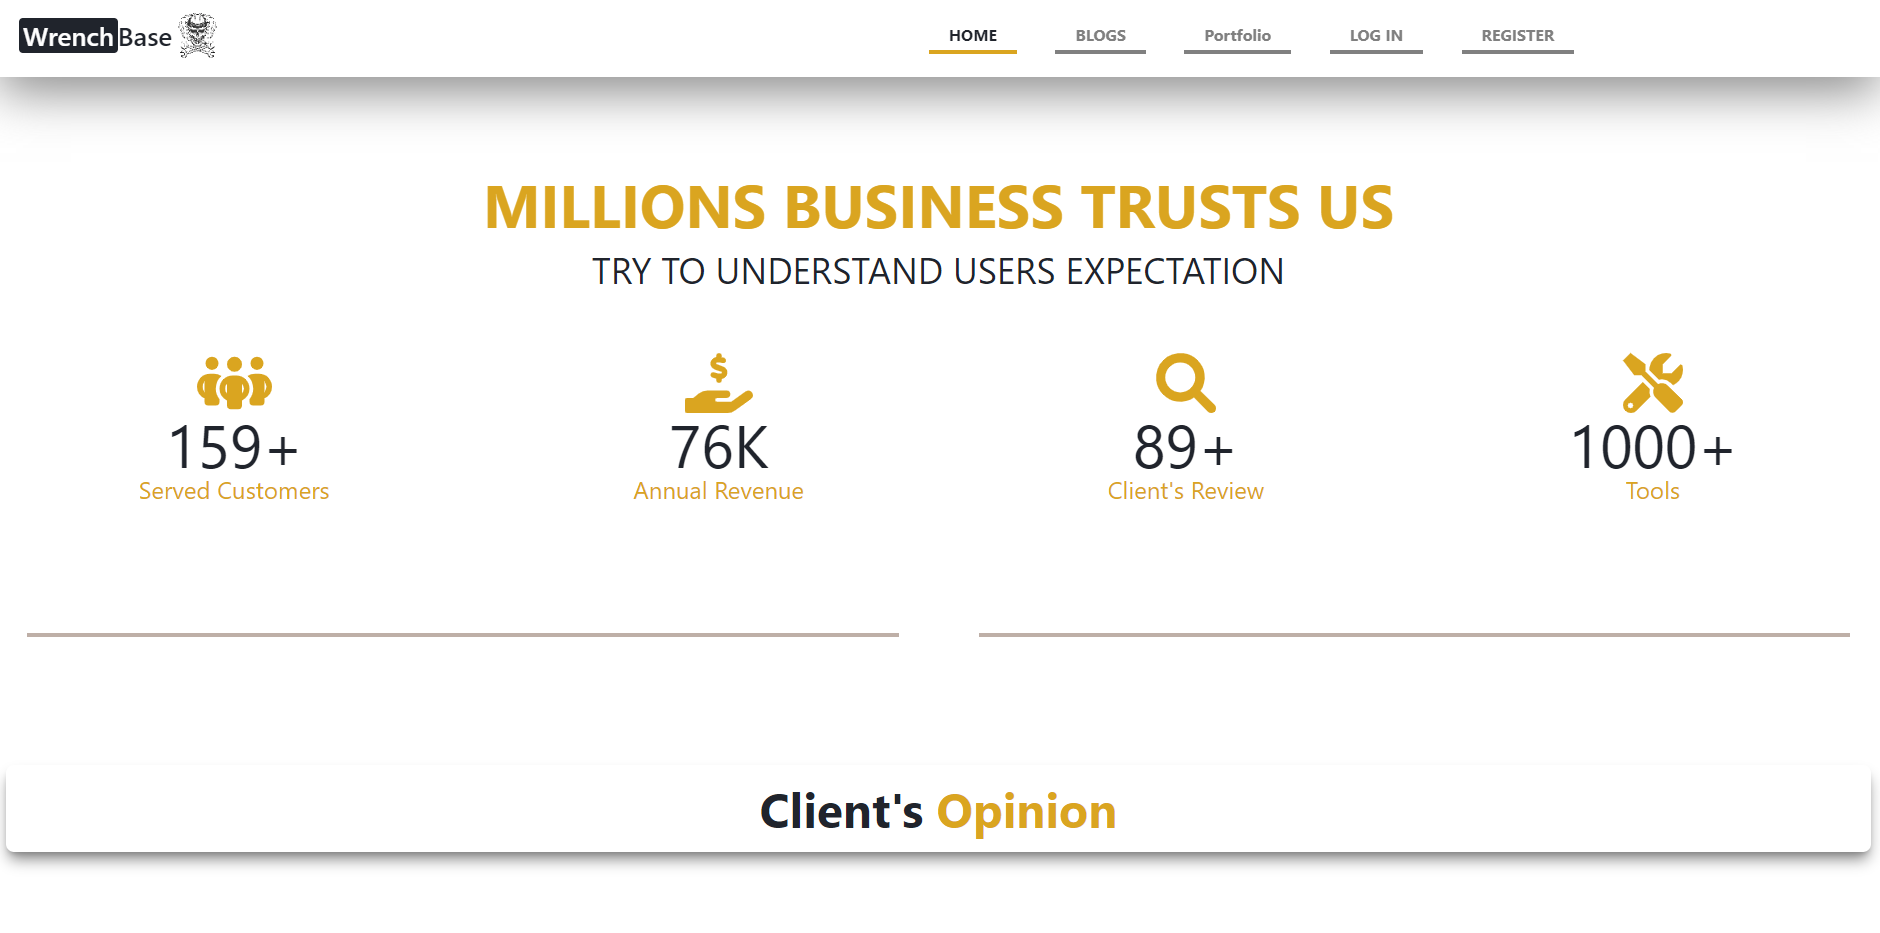 WrenchBase
HOME BLOGS Portfolio LOG IN REGISTER
MILLIONS BUSINESS TRUSTS US
TRY TO UNDERSTAND USERS EXPECTATION
159+ 76K 89+ 1000+
Served Customers Annual Revenue Client's Review Tools
Client's Opinion